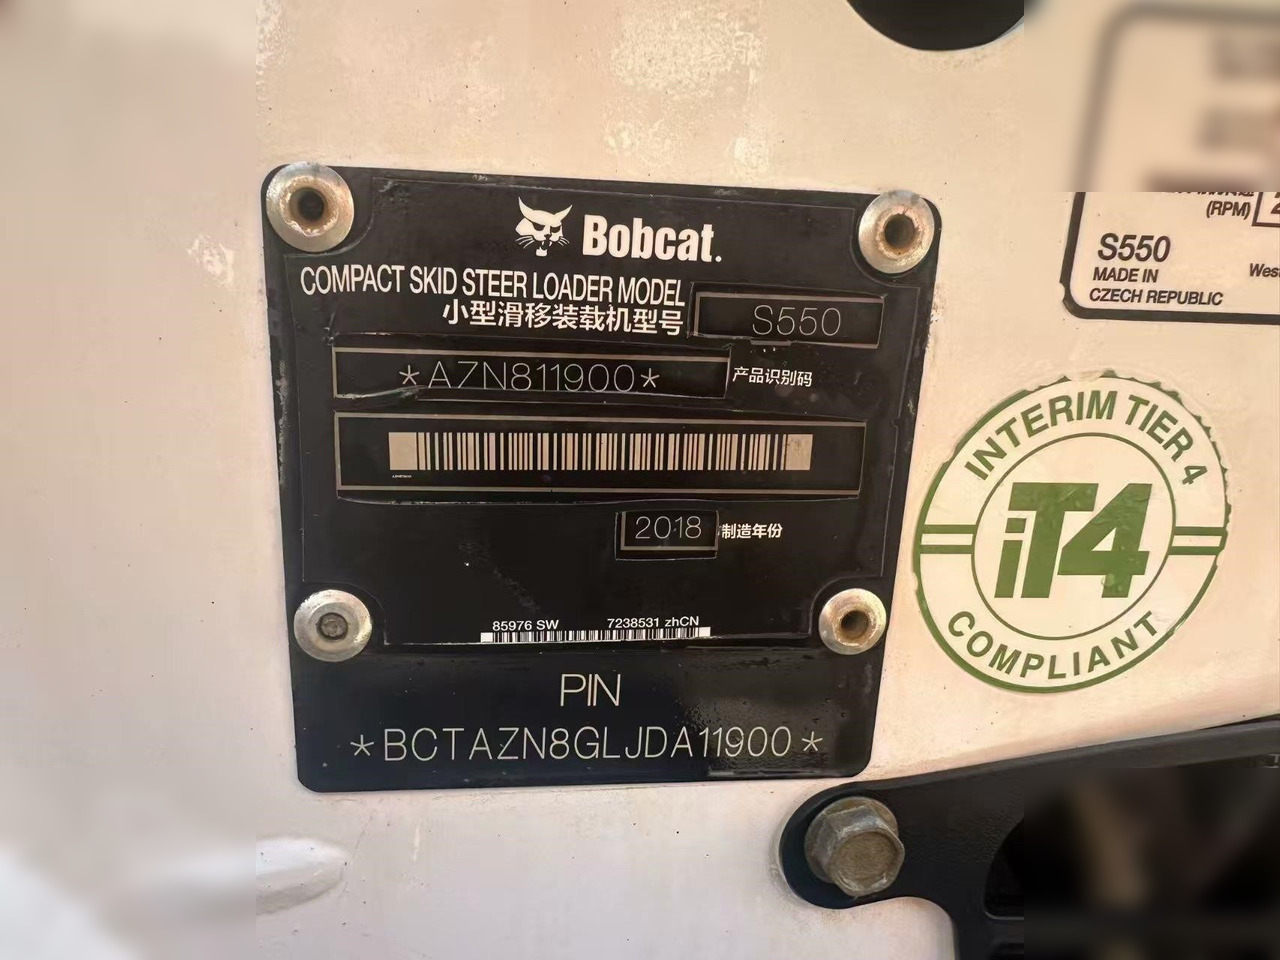 Bobcat.
COMPACT SKID STEER LOADER MODEL
小型滑移装载机型号
S550
*AZN811900*
产品识别码
2018
制造年份
85976 SW
7238531 zhCN
PIN
*BCTAZN8GLJDA11900*
(RPM)
S550
MADE IN
CZECH REPUBLIC
INTERIM TIER 4
iT4
COMPLIANT